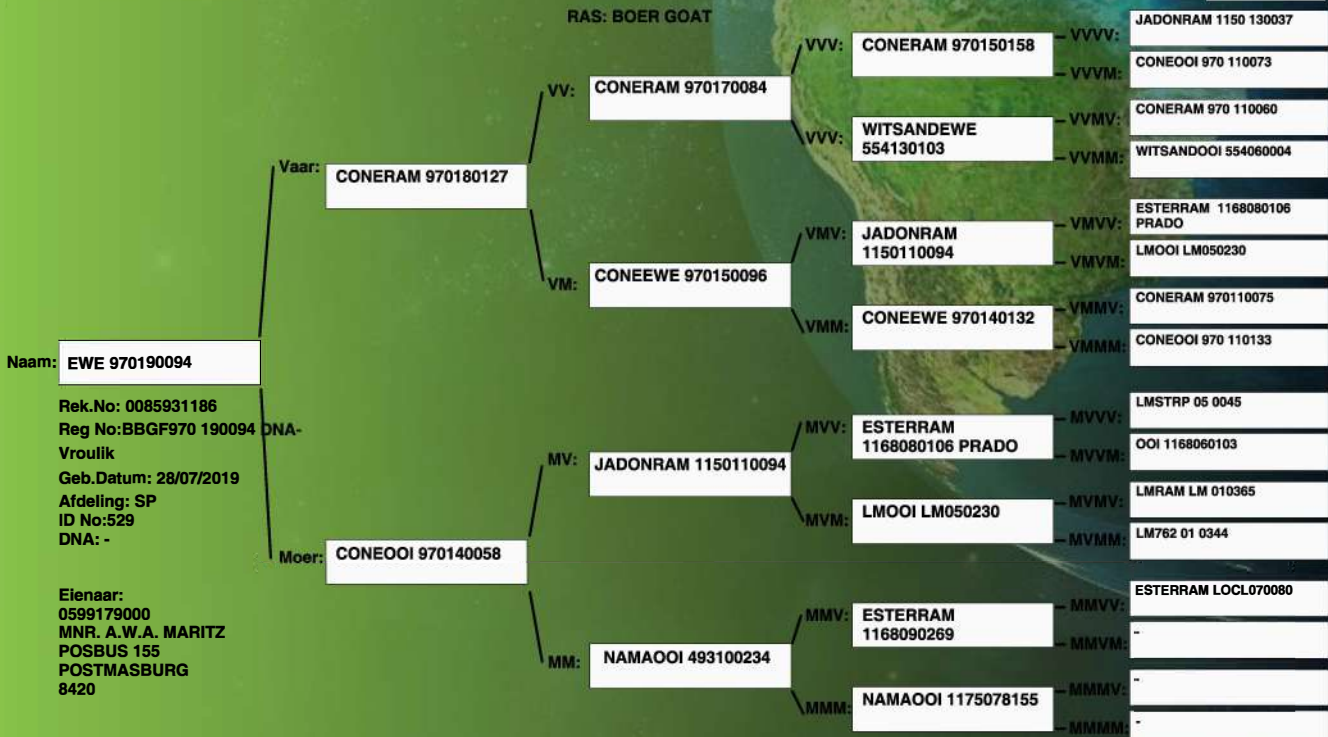 RAS: BOER GOAT
Naam:
EWE 970190094
Rek.No: 0085931186
Reg No:BBGF970 190094 DNA-
Vroulik
Geb.Datum: 28/07/2019
Afdeling: SP
ID No:529
DNA: -
Eienaar:
0599179000
MNR. A.W.A. MARITZ
POSBUS 155
POSTMASBURG
8420
Vaar:
CONERAM 970180127
Moer:
CONEOOI 970140058
VV:
CONERAM 970170084
VM:
CONEEWE 970150096
MV:
JADONRAM 1150110094
MM:
NAMAOOI 493100234
VVV:
CONERAM 970150158
VVV:
WITSANDEWE
554130103
VMV:
JADONRAM
1150110094
VMM:
CONEEWE 970140132
MVV:
ESTERRAM
1168080106 PRADO
MVM:
LMOOI LM050230
MMV:
ESTERRAM
1168090269
MMM:
NAMAOOI 1175078155
VVVV:
JADONRAM 1150 130037
VVVM:
CONEOOI 970 110073
VVMV:
CONERAM 970 110060
VVMM:
WITSANDOOI 554060004
VMVV:
ESTERRAM 1168080106
PRADO
VMVM:
LMOOI LM050230
VMMV:
CONERAM 970110075
VMMM:
CONEOOI 970 110133
MVVV:
LMSTRP 05 0045
MVVM:
OOI 1168060103
MVMV:
LMRAM LM 010365
MVMM:
LM762 01 0344
MMVV:
ESTERRAM LOCL070080
MMVM:
-
MMMV:
-
MMMM:
-